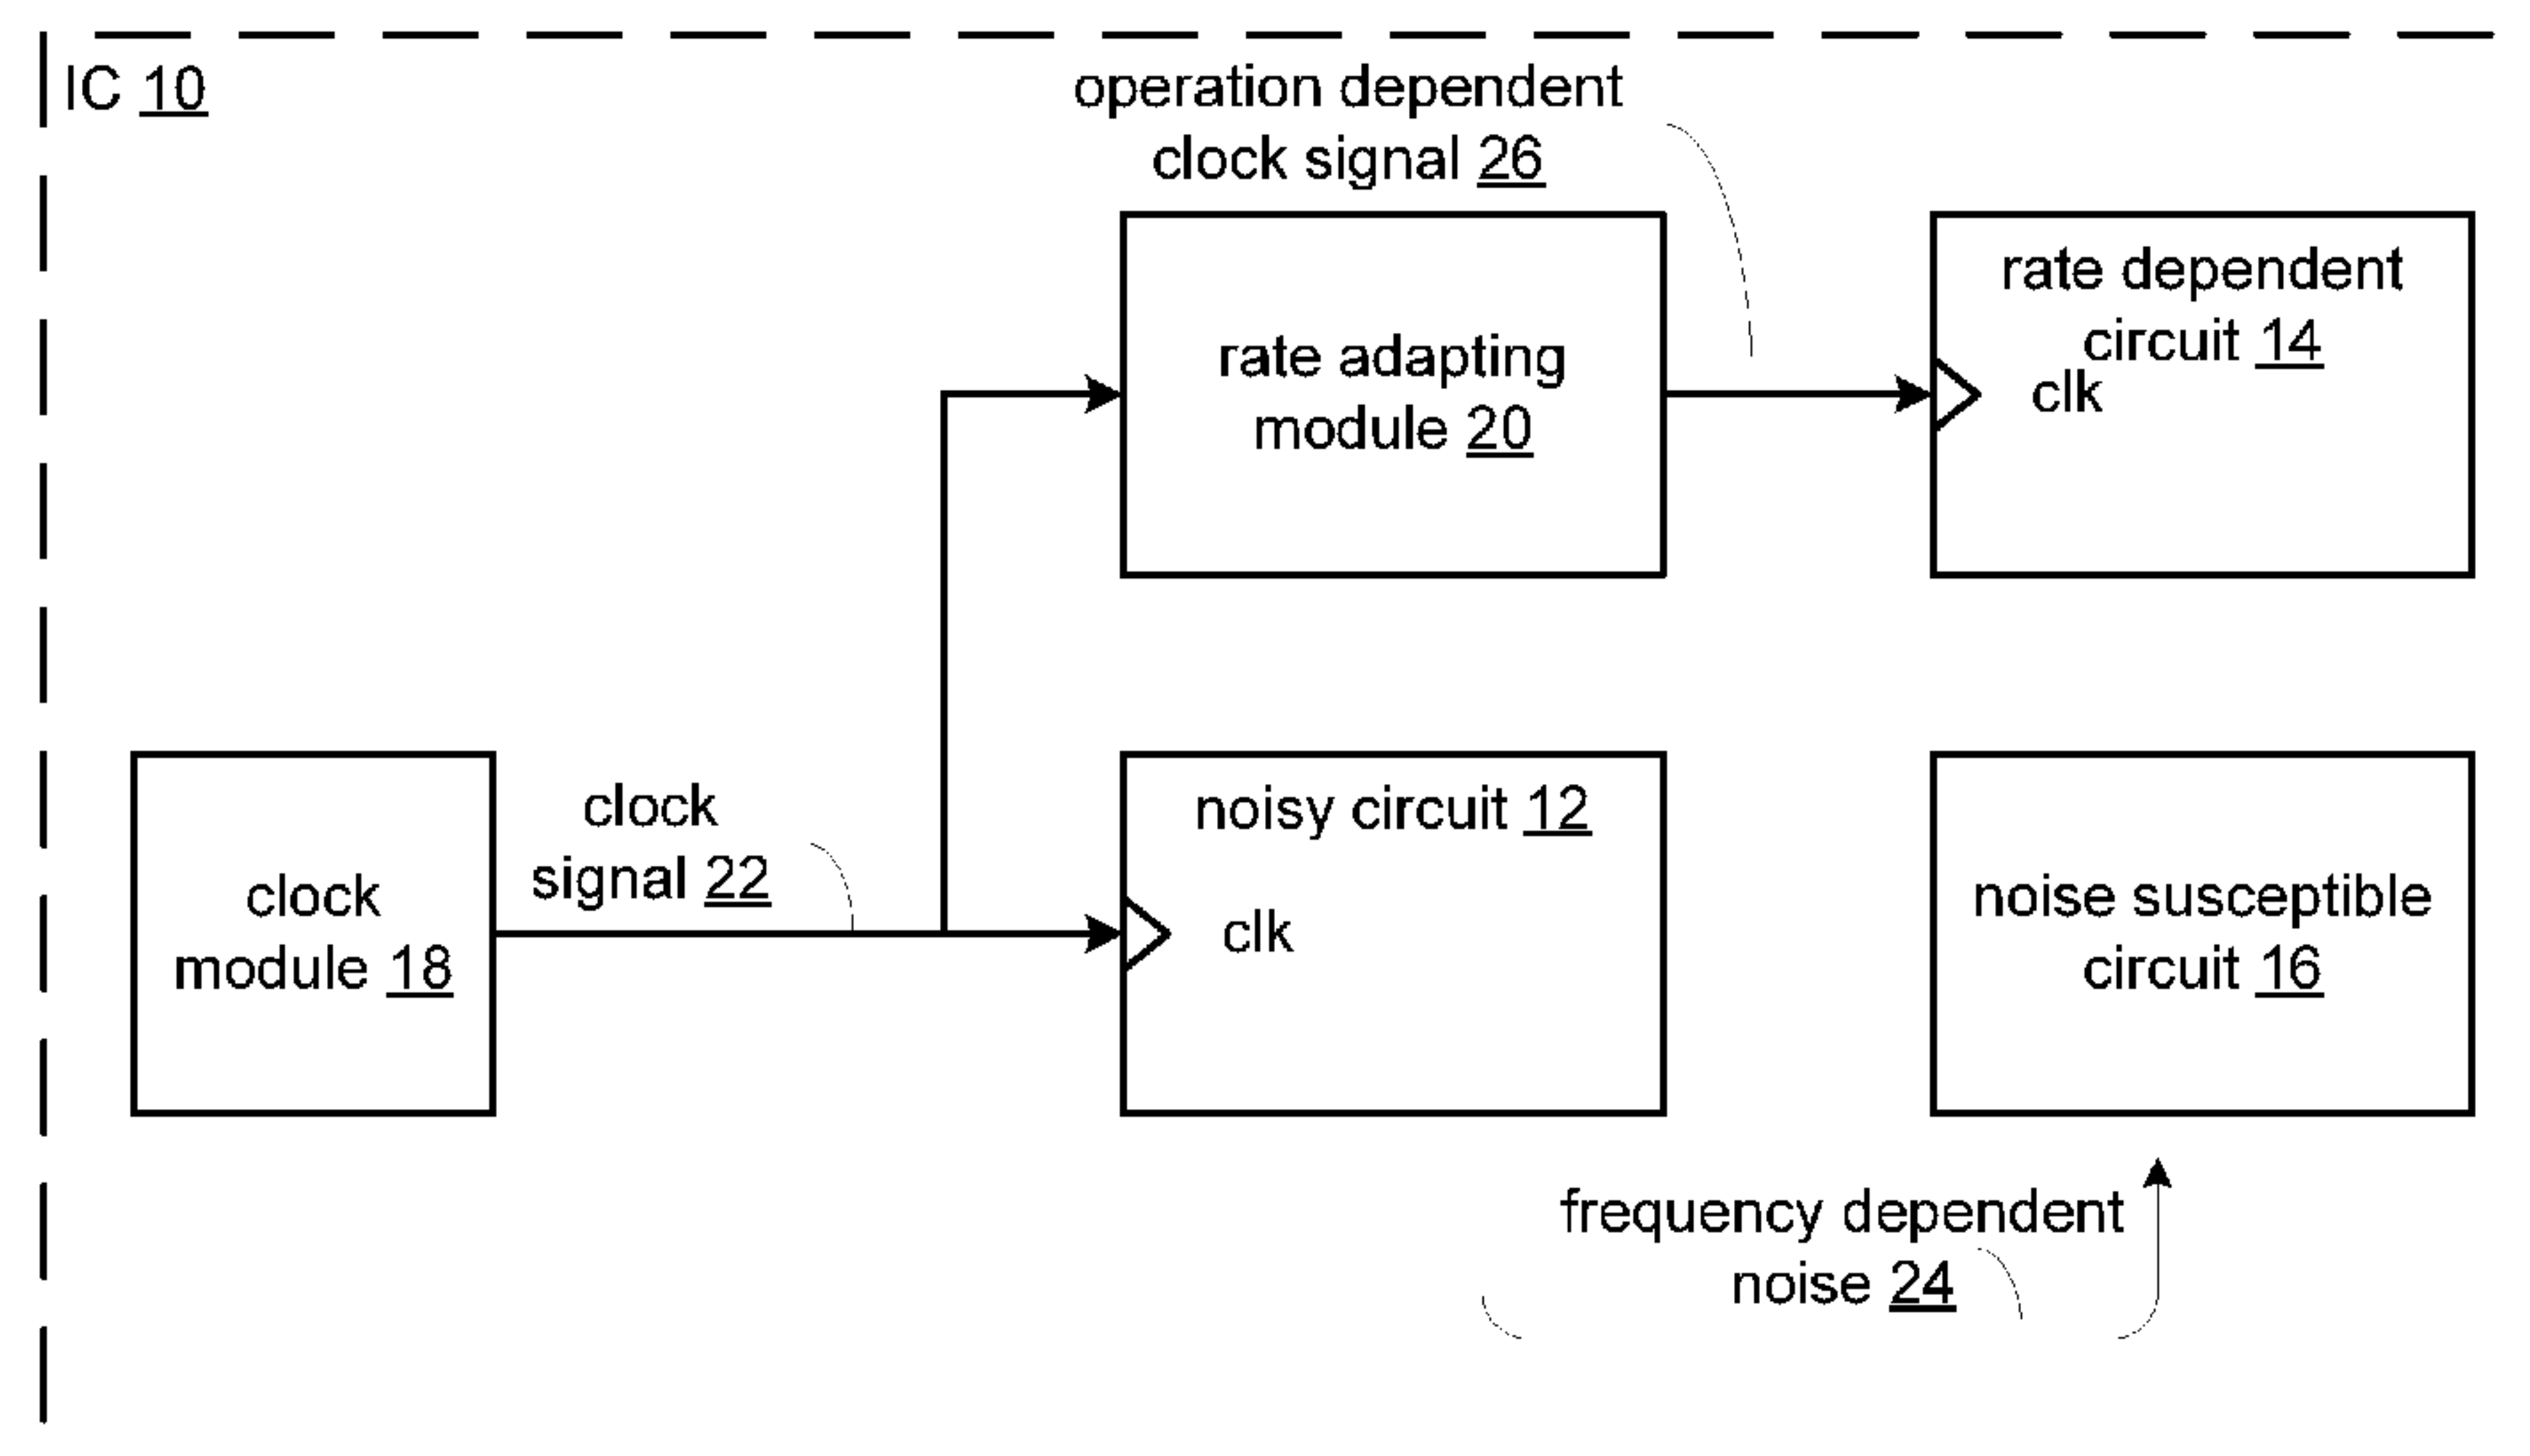 IC 10
operation dependent
clock signal 26
rate adapting
module 20
rate dependent
circuit 14
clk
clock
module 18
clock
signal 22
noisy circuit 12
clk
noise susceptible
circuit 16
frequency dependent
noise 24